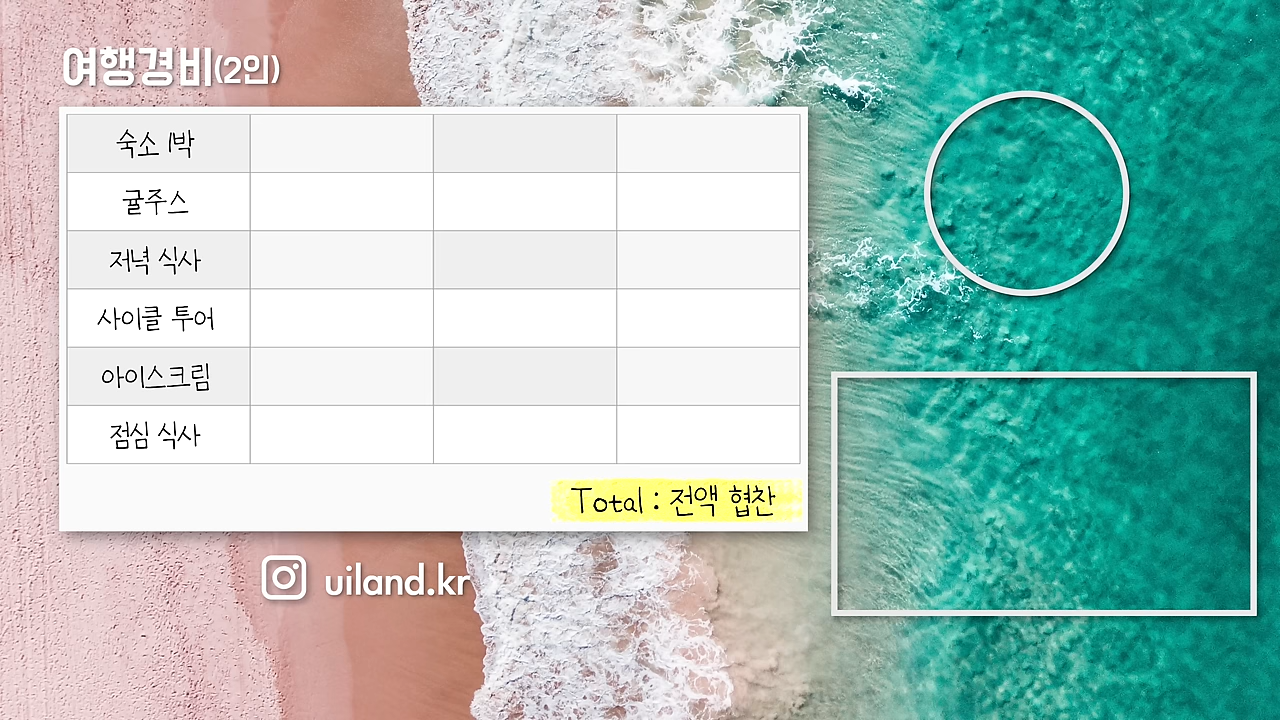 여행경비(2인)
숙소 1박
귤주스
저녁 식사
사이클 투어
아이스크림
점심 식사
Total : 전액 협찬
uiland.kr